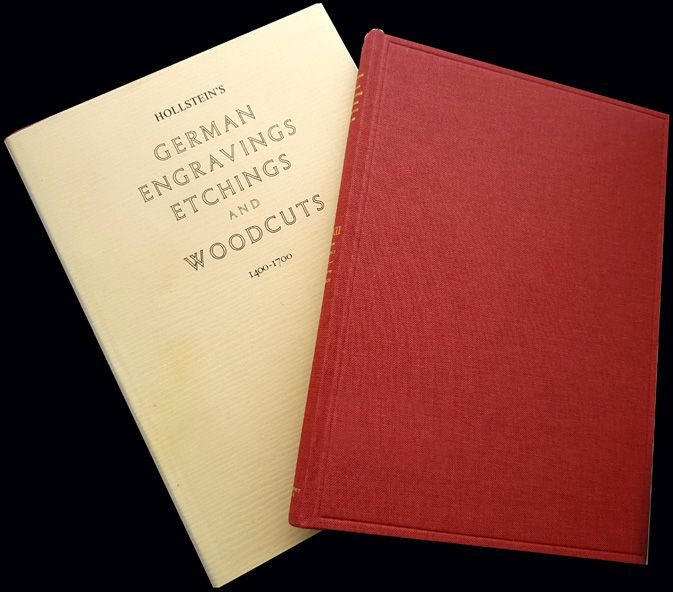 HOLLSTEIN'S
GERMAN
ENGRAVINGS
ETCHINGS
AND
WOODCUTS
1400-1700